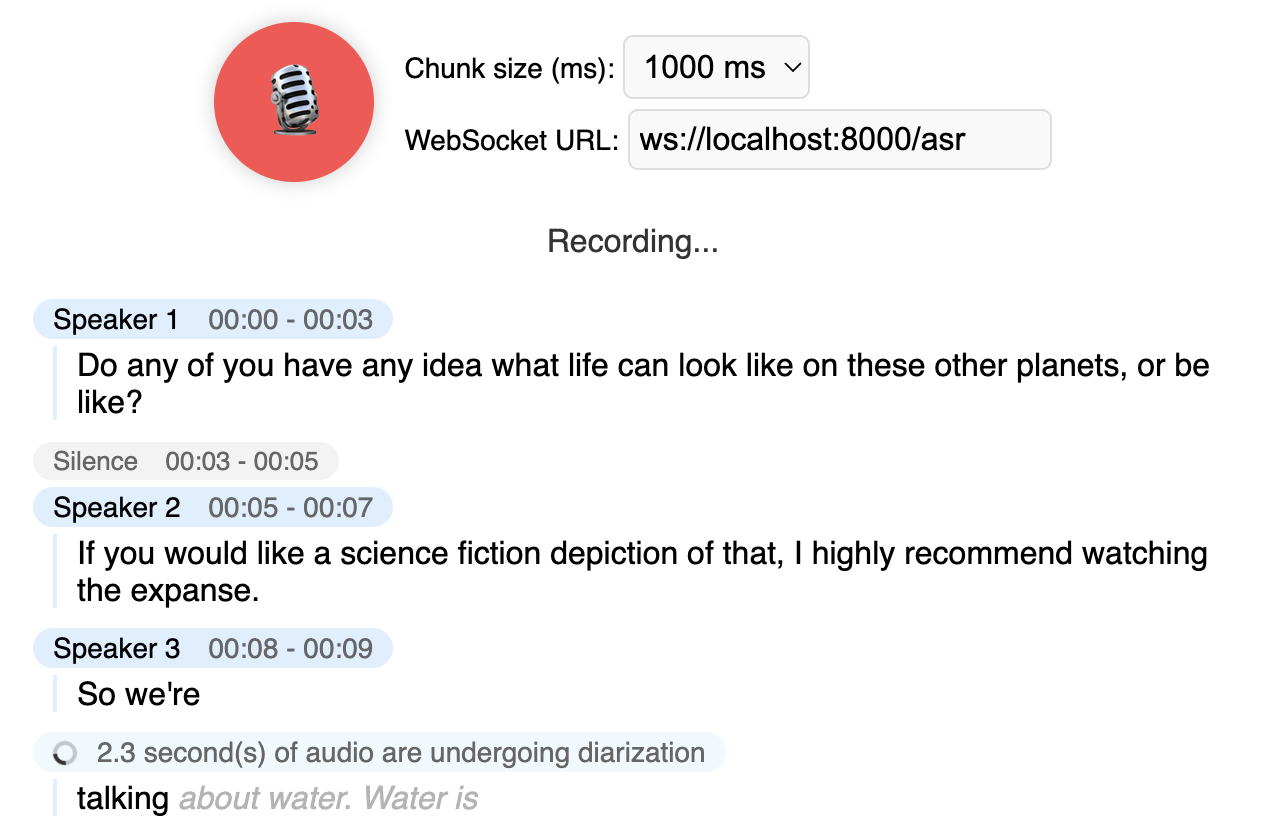 Chunk size (ms): 1000 ms
WebSocket URL: ws://localhost:8000/asr
Recording...
Speaker 1 00:00 - 00:03
Do any of you have any idea what life can look like on these other planets, or be
like?
Silence 00:03 - 00:05
Speaker 2 00:05 - 00:07
If you would like a science fiction depiction of that, I highly recommend watching
the expanse.
Speaker 3 00:08 - 00:09
So we're
2.3 second(s) of audio are undergoing diarization
talking about water. Water is